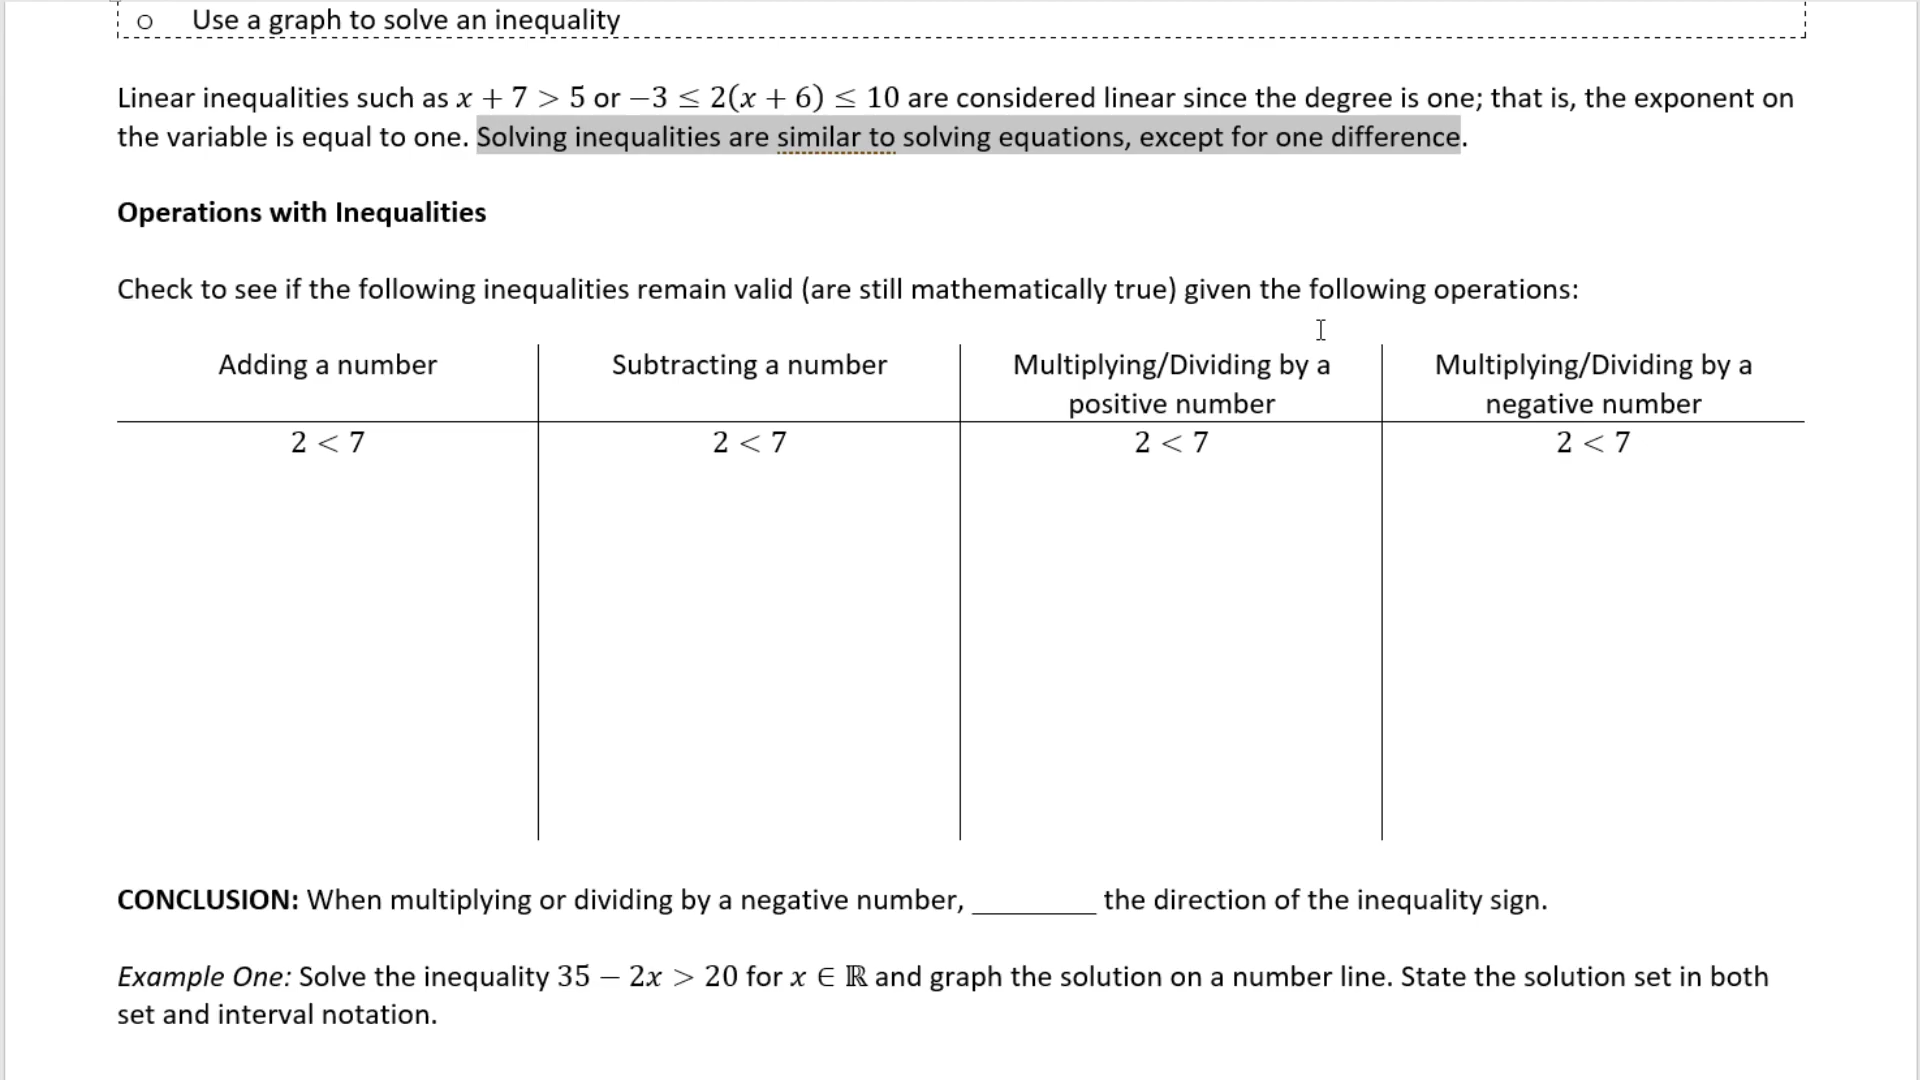 o Use a graph to solve an inequality
Linear inequalities such as x + 7 > 5 or −3 ≤ 2(x + 6) ≤ 10 are considered linear since the degree is one; that is, the exponent on
the variable is equal to one. Solving inequalities are similar to solving equations, except for one difference.
Operations with Inequalities
Check to see if the following inequalities remain valid (are still mathematically true) given the following operations:
Adding a number
Subtracting a number
Multiplying/Dividing by a
positive number
Multiplying/Dividing by a
negative number
2 < 7
2 < 7
2 < 7
2 < 7
CONCLUSION: When multiplying or dividing by a negative number, ________ the direction of the inequality sign.
Example One: Solve the inequality 35 − 2x > 20 for x ∈ ℝ and graph the solution on a number line. State the solution set in both
set and interval notation.